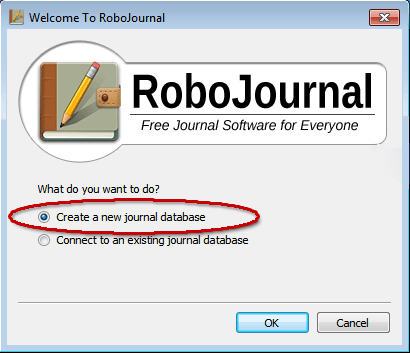 Welcome To RoboJournal
RoboJournal
Free Journal Software for Everyone
What do you want to do?
Create a new journal database
Connect to an existing journal database
OK
Cancel